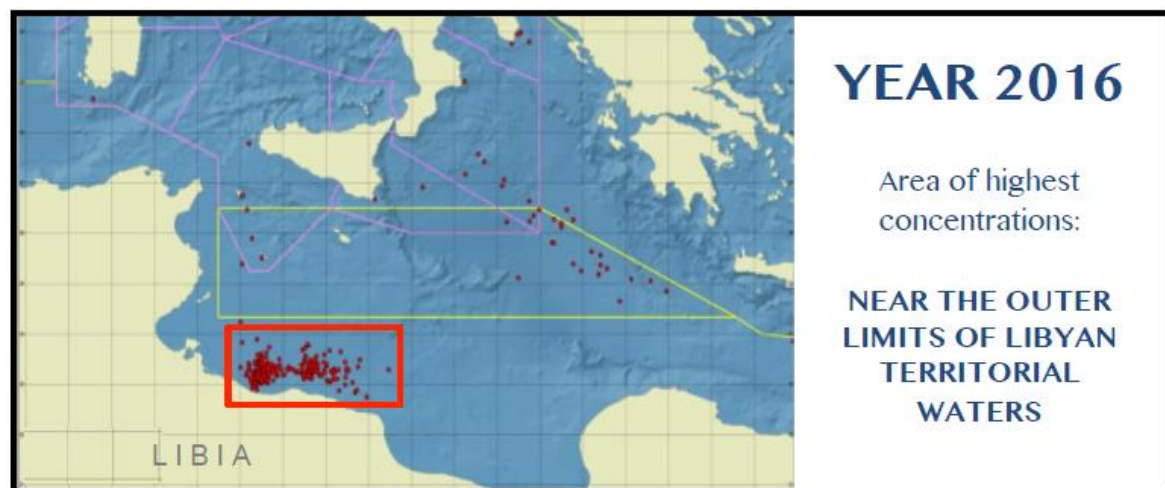 YEAR 2016
Area of highest
concentrations:
NEAR THE OUTER
LIMITS OF LIBYAN
TERRITORIAL
WATERS
LIBIA